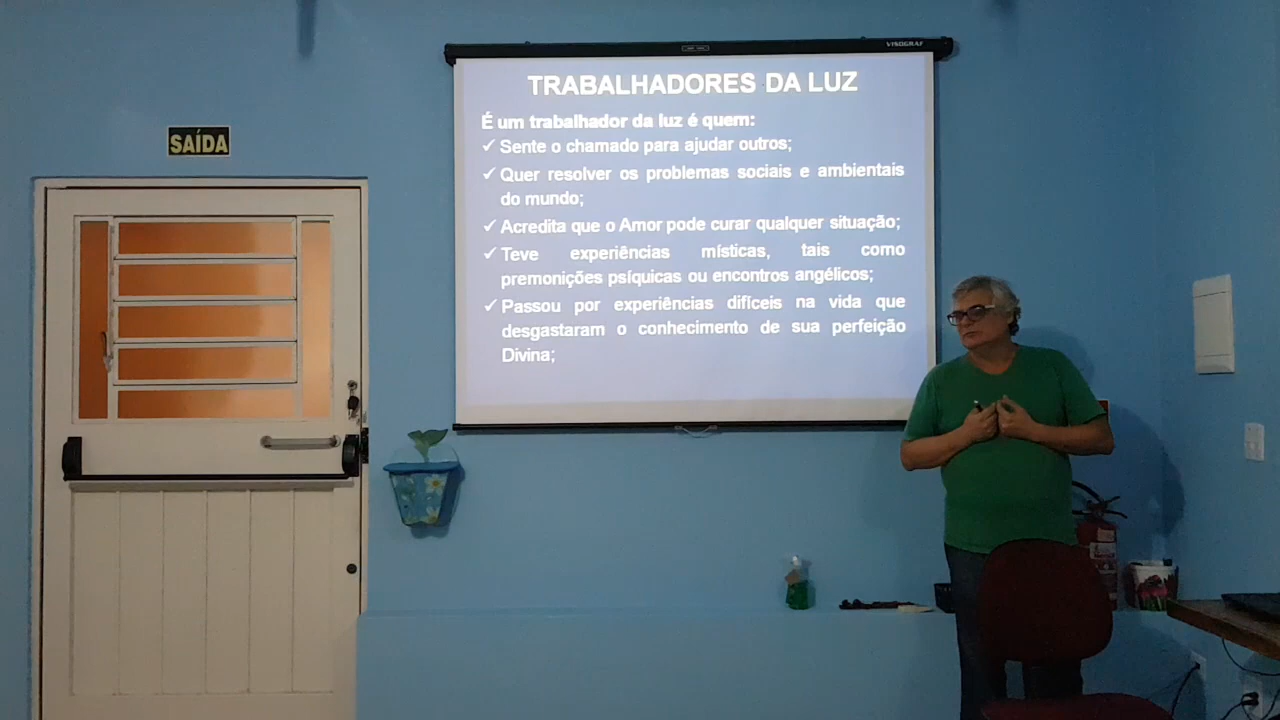 VISOGRAF
TRABALHADORES DA LUZ
SAÍDA
É um trabalhador da luz é quem:
✓ Sente o chamado para ajudar outros;
✓ Quer resolver os problemas sociais e ambientais
do mundo;
✓ Acredita que o Amor pode curar qualquer situação;
✓ Teve experiências místicas, tais como
premonições psíquicas ou encontros angélicos;
✓ Passou por experiências difíceis na vida que
desgastaram o conhecimento de sua perfeição
Divina;